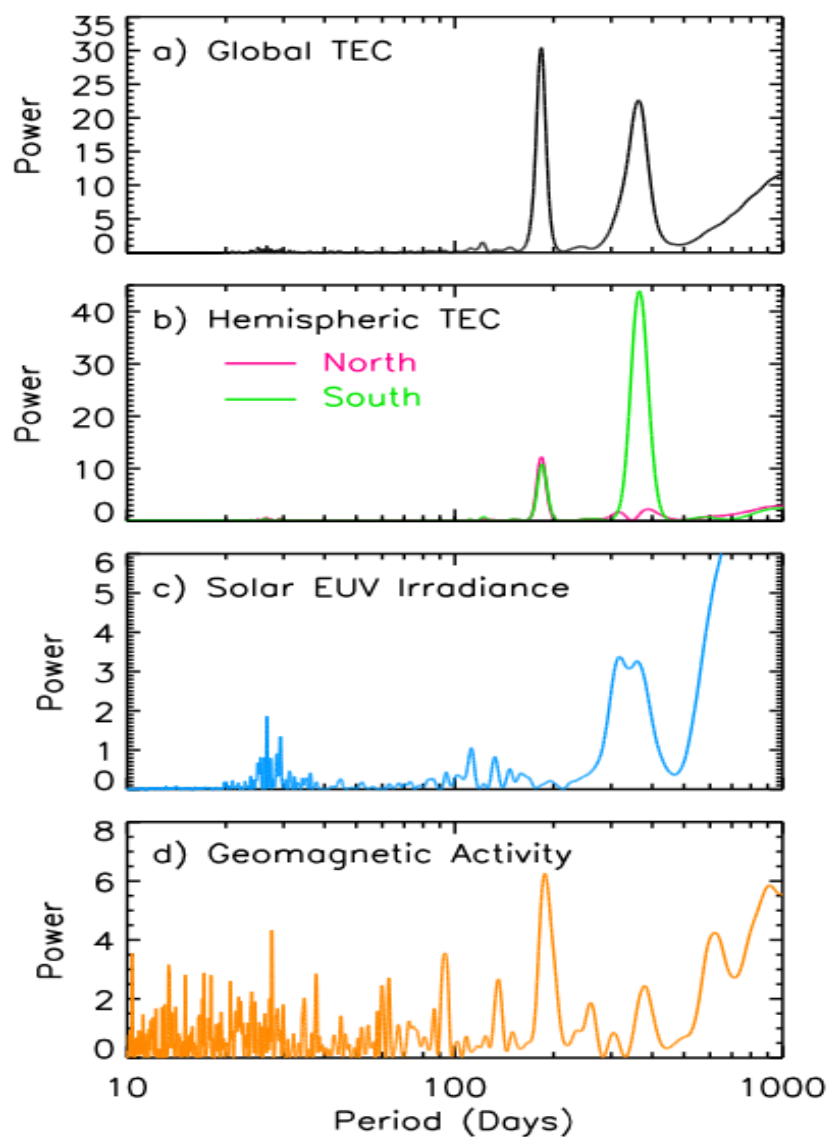 35
a) Global TEC
30
25
20
Power
15
10
5
0
b) Hemispheric TEC
40
North
30
South
Power
20
10
0
6
c) Solar EUV Irradiance
5
4
Power
3
2
1
0
8
d) Geomagnetic Activity
6
Power
4
2
0
10 100 1000
Period (Days)